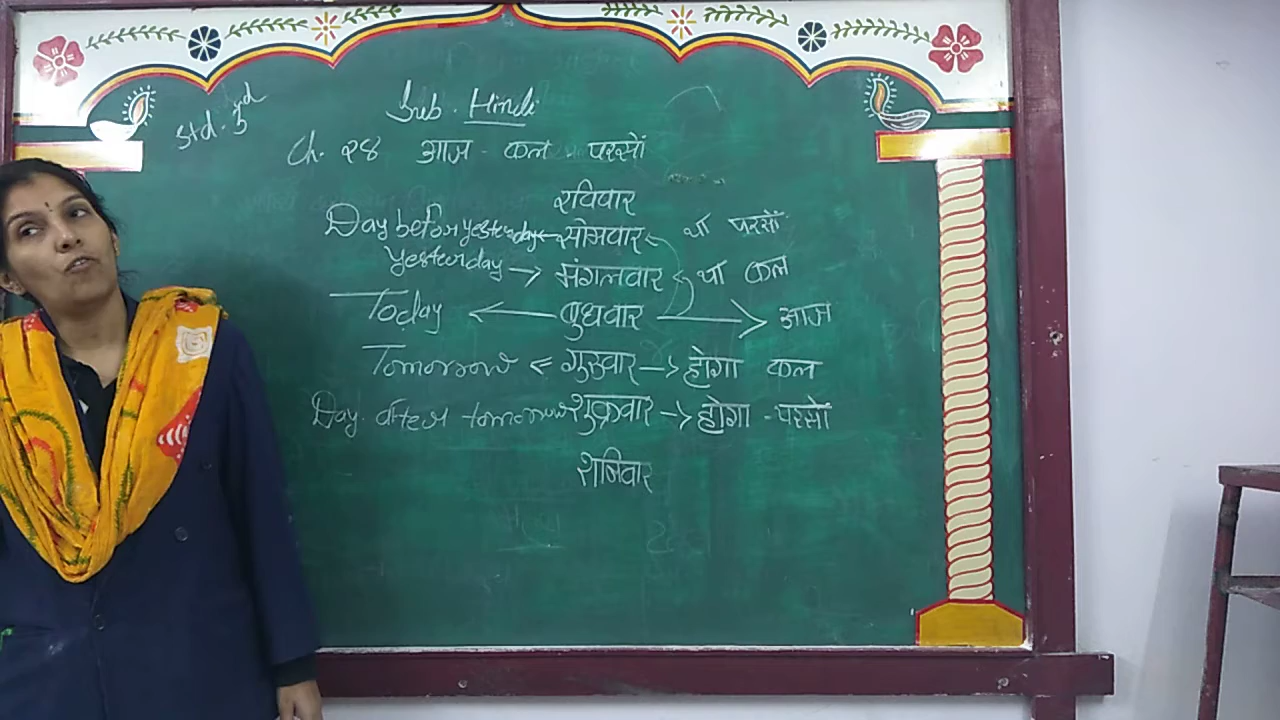 Std. 3rd
Sub. Hindi
Ch. २४ आज - कल - परसों
रविवार
Day before yesterday ← सोमवार ← था परसों
Yesterday → मंगलवार ← था कल
Today ← बुधवार → आज
Tomorrow ← गुरुवार → होगा कल
Day. after tomorrow शुक्रवार → होगा - परसों
शनिवार